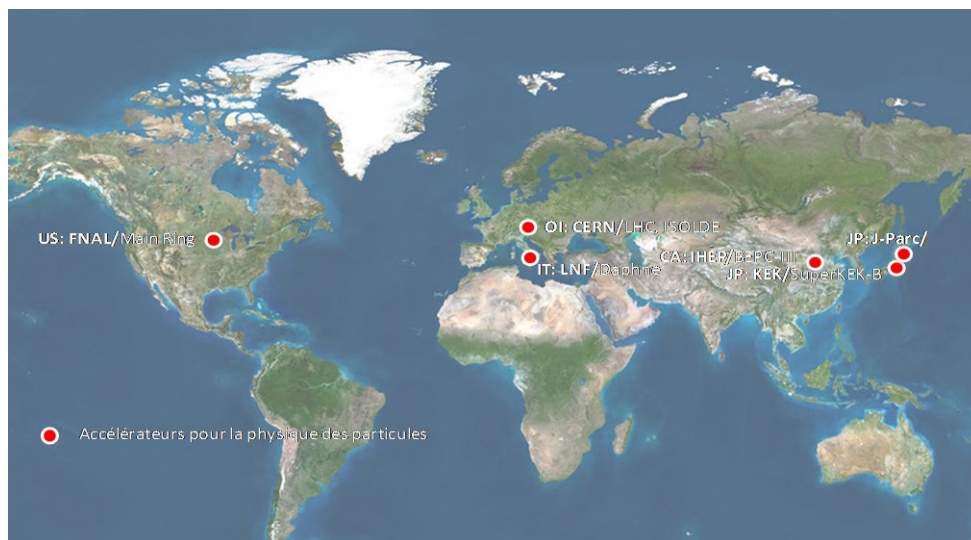 US: FNAL/Main Ring
OI: CERN/LHC, ISOLDE
JP:J-Parc/
CA: IHEP/BEPC-III
IT: LNF/Daphne
JP: KEK/SuperKEK-B
Accélérateurs pour la physique des particules